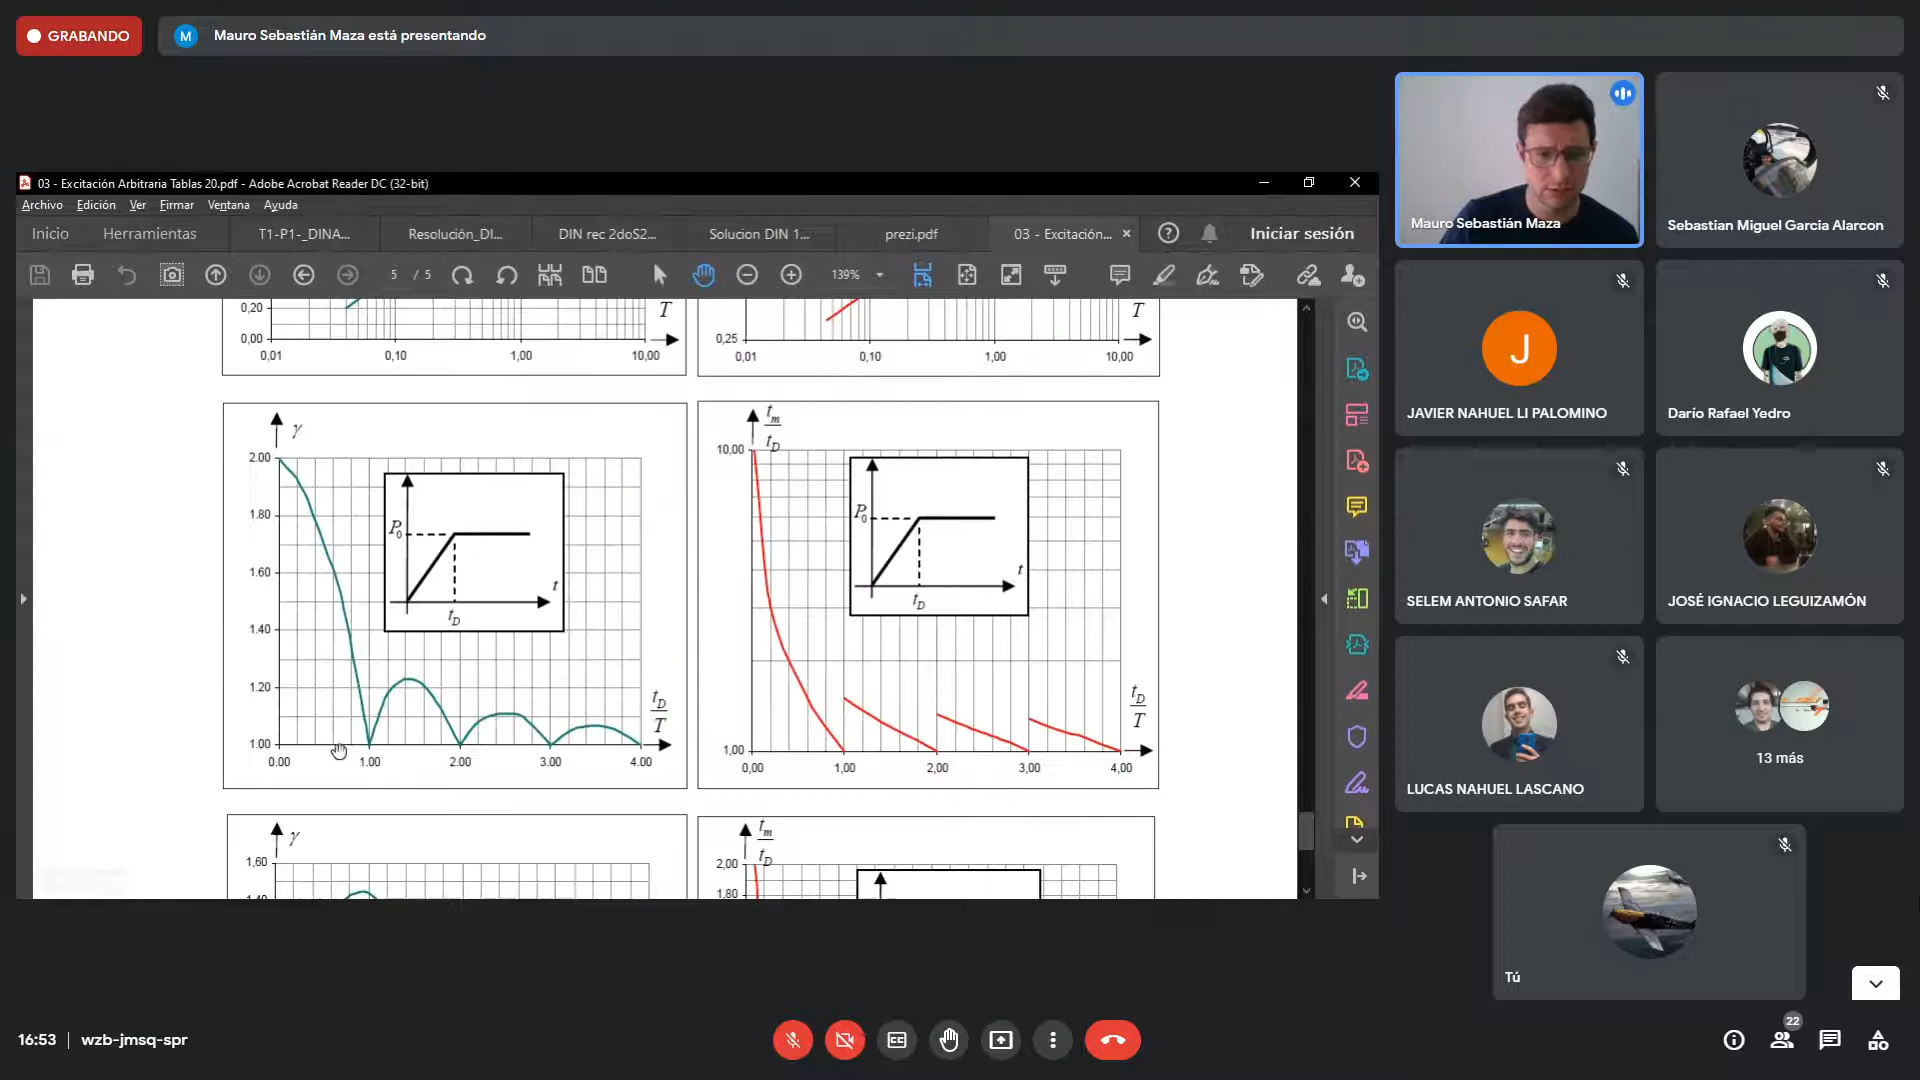 GRABANDO
M
Mauro Sebastián Maza está presentando
03 - Excitación Arbitraria Tablas 20.pdf - Adobe Acrobat Reader DC (32-bit)
Archivo Edición Ver Firmar Ventana Ayuda
Inicio Herramientas T1-P1-_DINA... Resolución_DI... DIN rec 2doS2... Solucion DIN 1... prezi.pdf 03 - Excitación... Iniciar sesión
5 / 5 139%
0,20 T
0,00
0,01 0,10 1,00 10,00
T
0,25
0,01 0,10 1,00 10,00
γ
2.00
1.80
1.60
1.40
1.20
1.00
0.00 1.00 2.00 3.00 4.00
P0
t
tD
tD
T
tm
tD
10,00
P0
t
tD
tD
T
1,00
0,00 1,00 2,00 3,00 4,00
γ
1,60
1,40
tm
tD
2,00
1,80
Mauro Sebastián Maza
Sebastian Miguel Garcia Alarcon
J
JAVIER NAHUEL LI PALOMINO
Darío Rafael Yedro
SELEM ANTONIO SAFAR
JOSÉ IGNACIO LEGUIZAMÓN
LUCAS NAHUEL LASCANO
13 más
Tú
16:53 | wzb-jmsq-spr
22